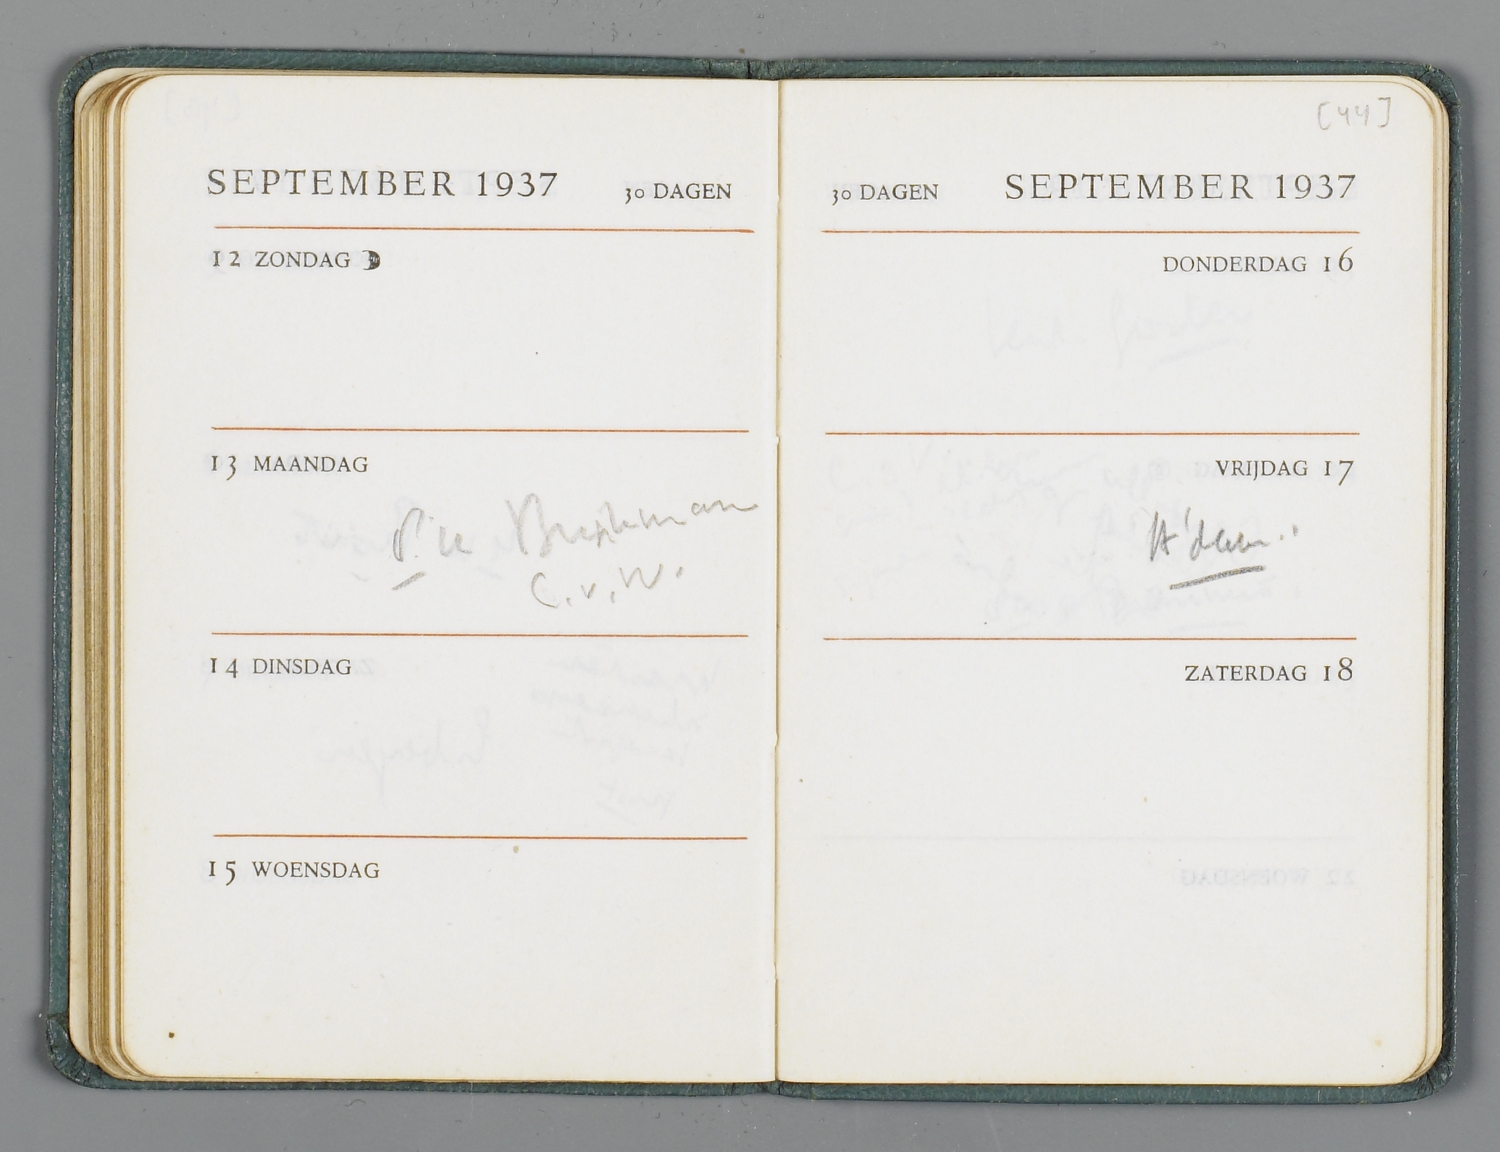 SEPTEMBER 1937 30 DAGEN
12 ZONDAG
13 MAANDAG
C.v.W.
14 DINSDAG
15 WOENSDAG
[44]
30 DAGEN SEPTEMBER 1937
DONDERDAG 16
VRIJDAG 17
A'dam.
ZATERDAG 18